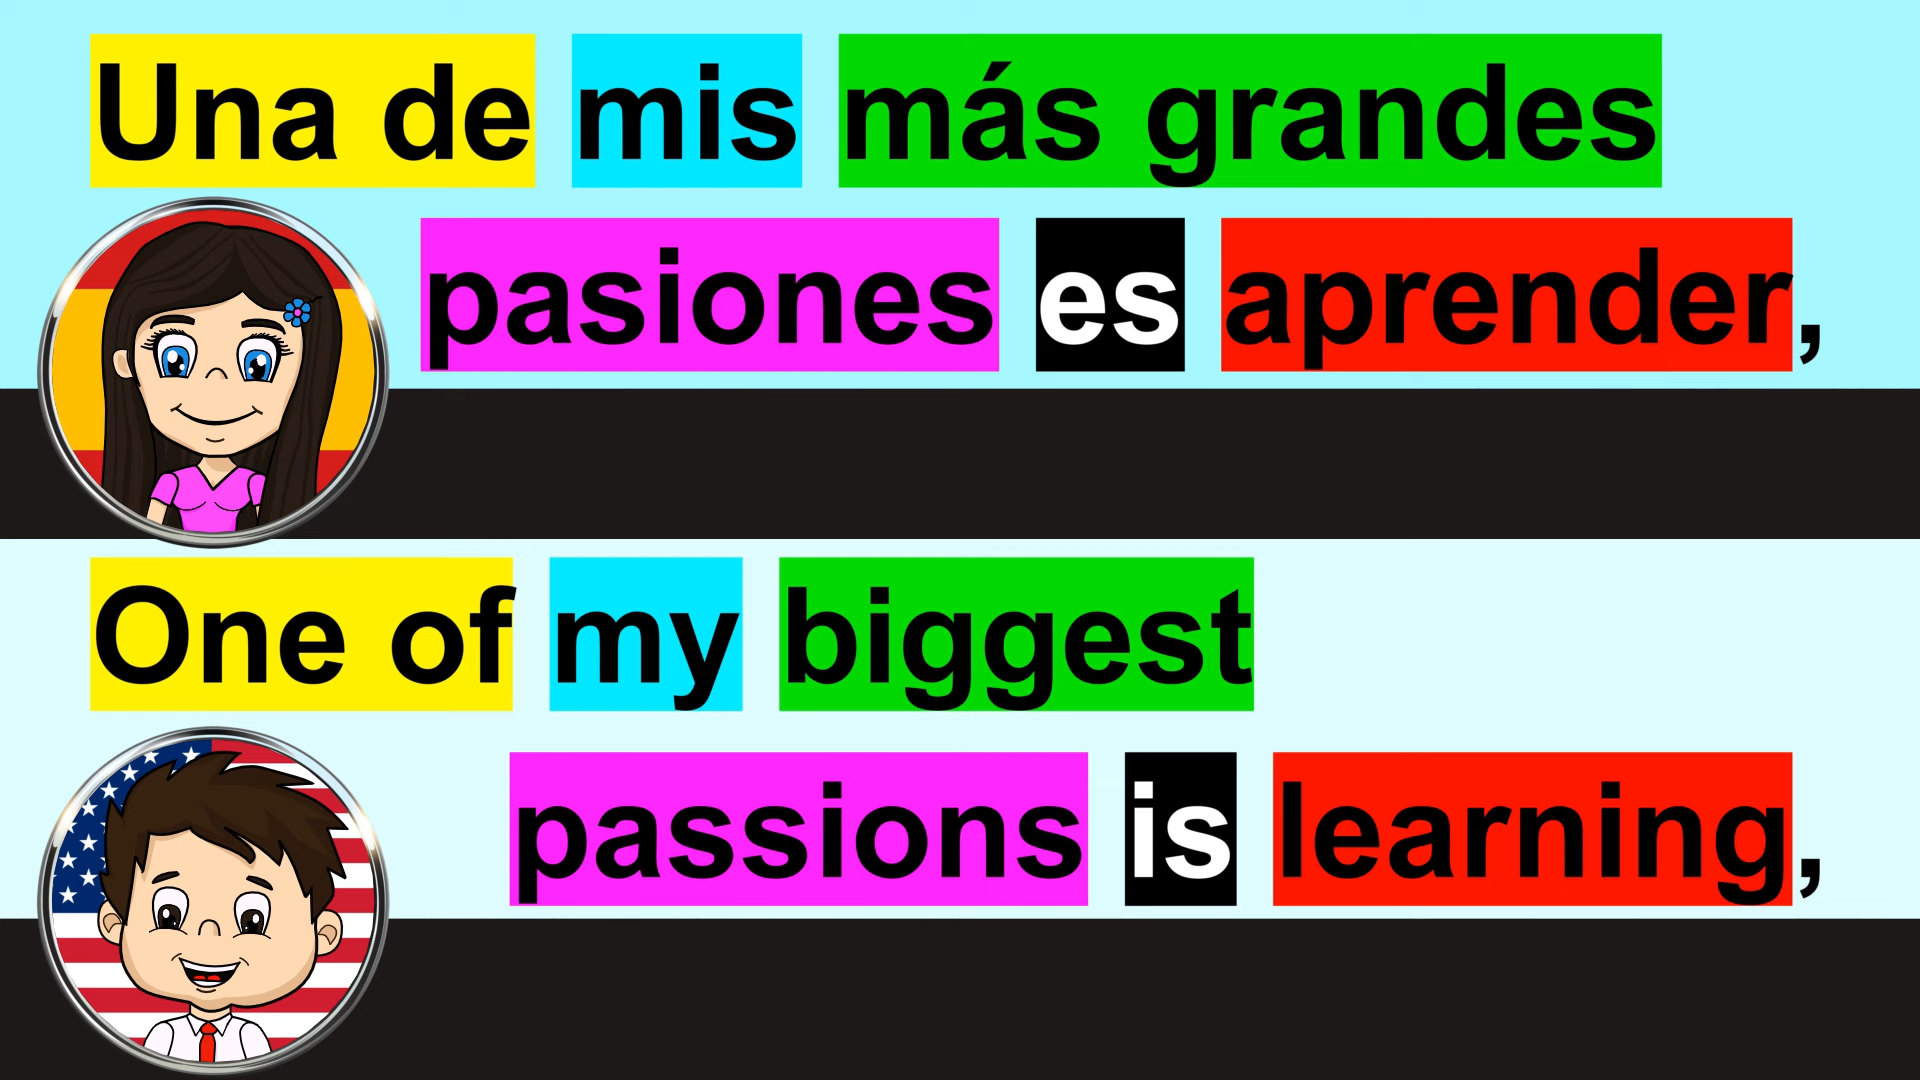 Una de mis más grandes
pasiones es aprender,
One of my biggest
passions is learning,